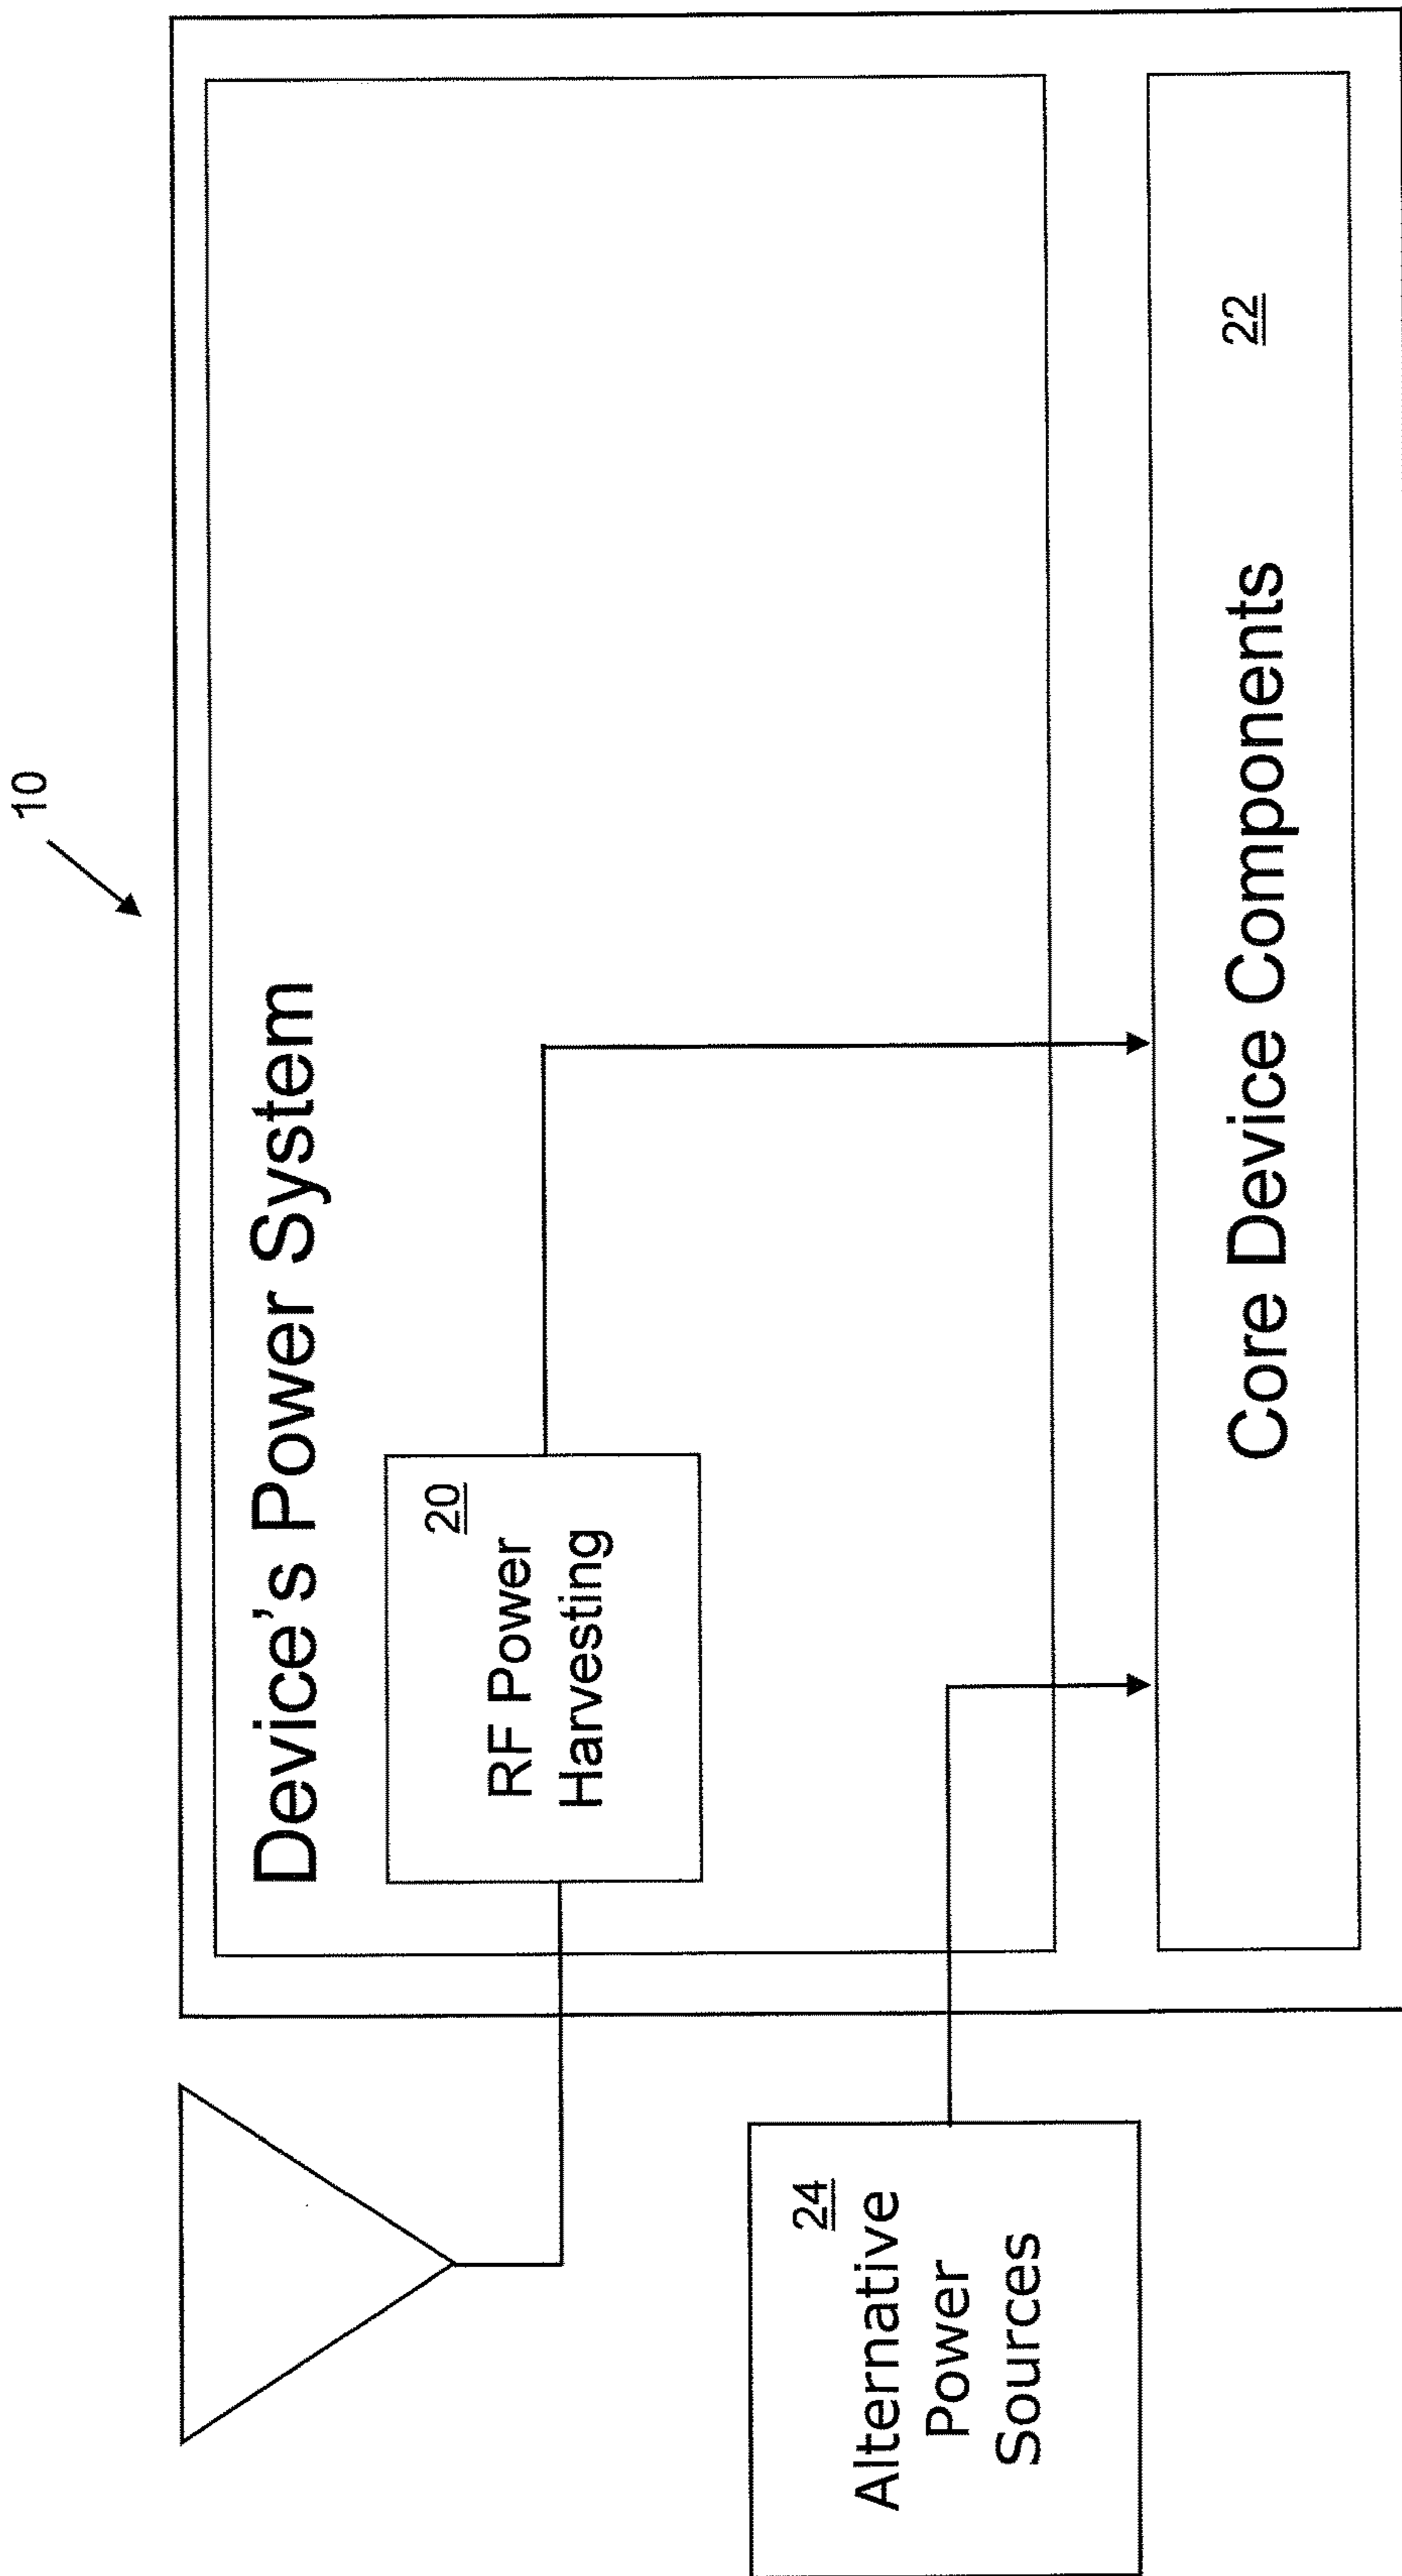 10
Device's Power System
20
RF Power
Harvesting
24
Alternative
Power
Sources
Core Device Components
22